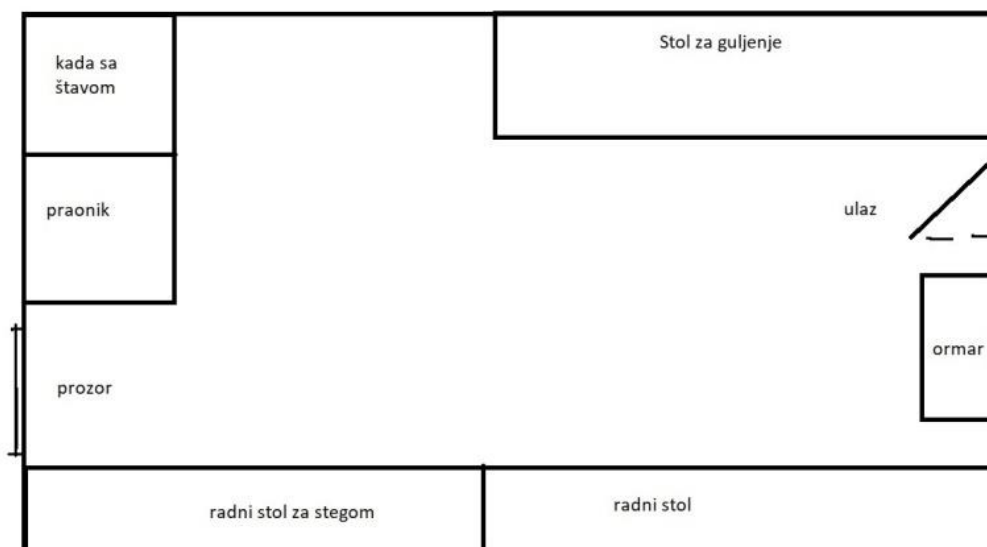 kada sa
štavom
Stol za guljenje
praonik
ulaz
prozor
ormar
radni stol za stegom
radni stol